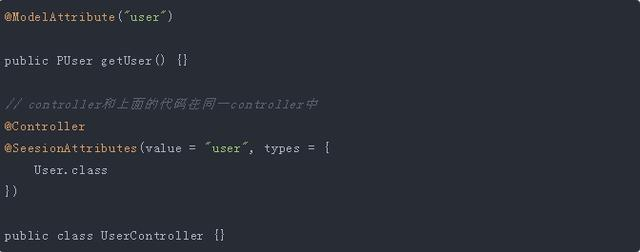 @ModelAttribute("user")
public PUser getUser() {}
// controller和上面的代码在同一controller中
@Controller
@SeesionAttributes(value = "user", types = {
User.class
})
public class UserController {}